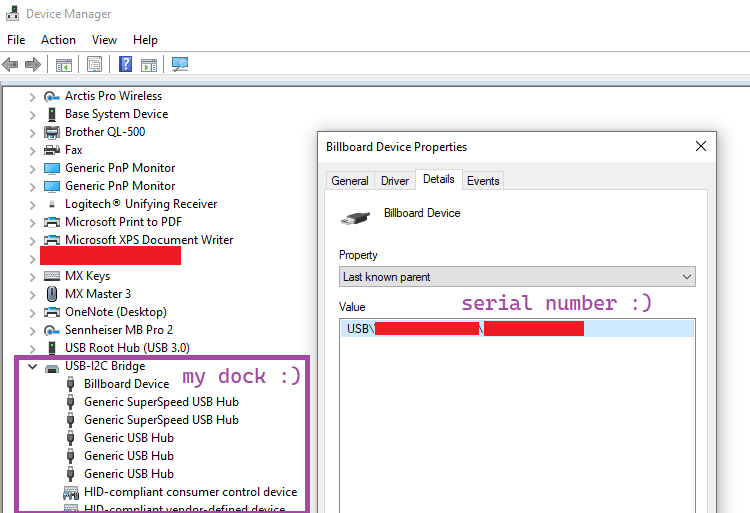 Device Manager
File Action View Help
Arctis Pro Wireless
Base System Device
Brother QL-500
Fax
Generic PnP Monitor
Generic PnP Monitor
Logitech® Unifying Receiver
Microsoft Print to PDF
Microsoft XPS Document Writer
MX Keys
MX Master 3
OneNote (Desktop)
Sennheiser MB Pro 2
USB Root Hub (USB 3.0)
USB-I2C Bridge
my dock :)
Billboard Device
Generic SuperSpeed USB Hub
Generic SuperSpeed USB Hub
Generic USB Hub
Generic USB Hub
Generic USB Hub
HID-compliant consumer control device
HID-compliant vendor-defined device
Billboard Device Properties
General Driver Details Events
Billboard Device
Property
Last known parent
Value
serial number :)
USB\ \